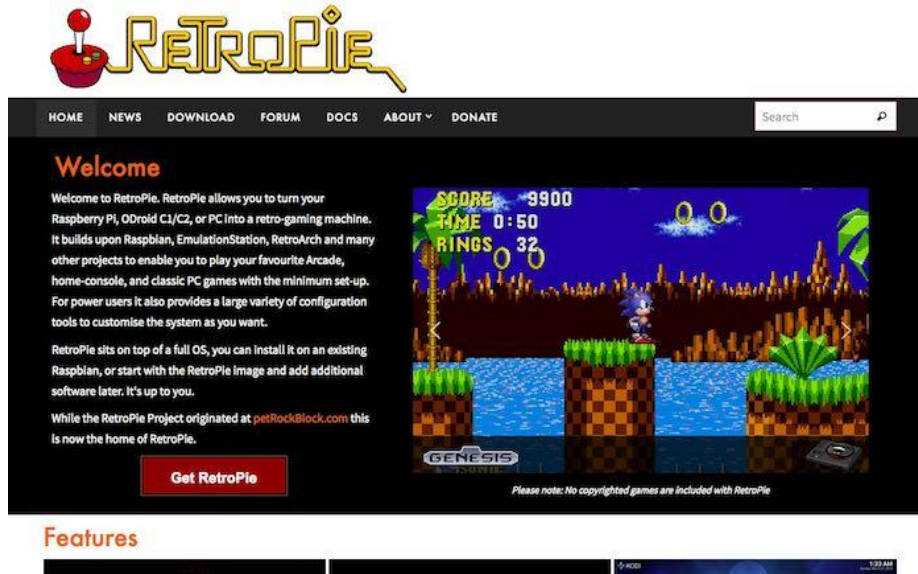 RETROPIE
HOME NEWS DOWNLOAD FORUM DOCS ABOUT DONATE Search
Welcome
Welcome to RetroPie. RetroPie allows you to turn your
Raspberry Pi, ODroid C1/C2, or PC into a retro-gaming machine.
It builds upon Raspbian, EmulationStation, RetroArch and many
other projects to enable you to play your favourite Arcade,
home-console, and classic PC games with the minimum set-up.
For power users it also provides a large variety of configuration
tools to customise the system as you want.
RetroPie sits on top of a full OS, you can install it on an existing
Raspbian, or start with the RetroPie image and add additional
software later. It's up to you.
While the RetroPie Project originated at petRockBlock.com this
is now the home of RetroPie.
Get RetroPie
SCORE 9900
TIME 0:50
RINGS 32
GENESIS
Please note: No copyrighted games are included with RetroPie
Features
KODI
1:39 AM